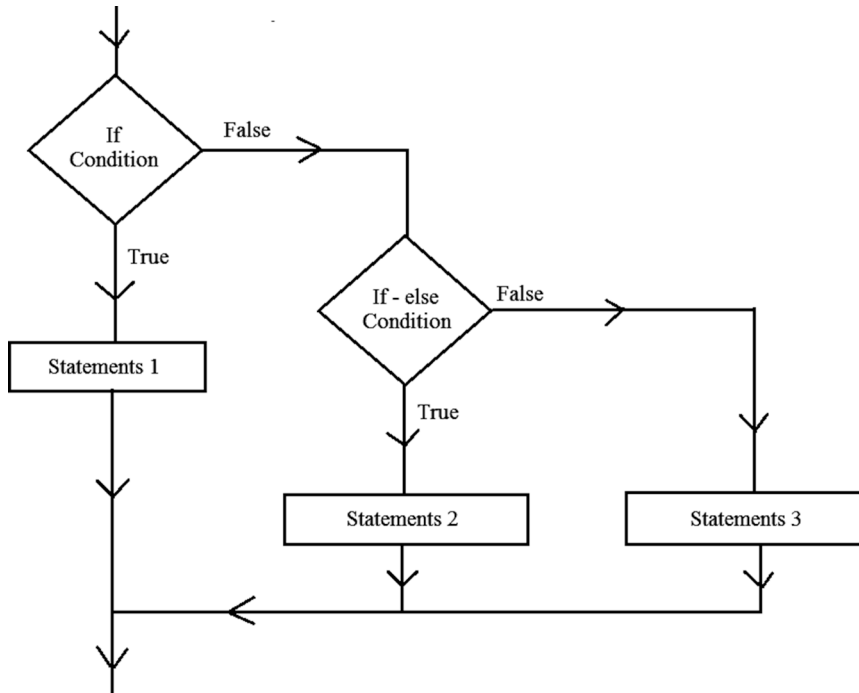 If
Condition
False
True
If - else
Condition
False
Statements 1
True
Statements 2
Statements 3